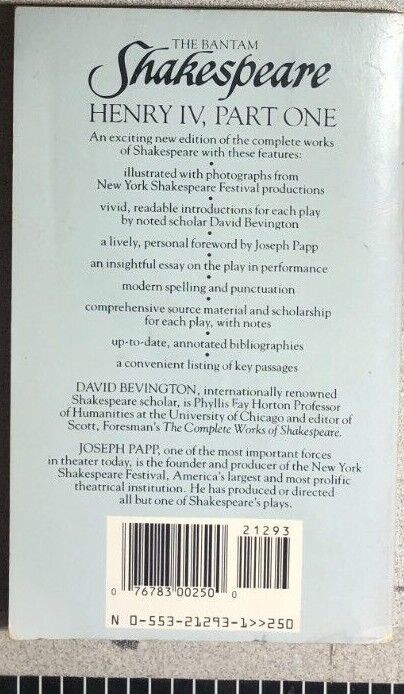 THE BANTAM
Shakespeare
HENRY IV, PART ONE
An exciting new edition of the complete works
of Shakespeare with these features:
illustrated with photographs from
New York Shakespeare Festival productions
•
vivid, readable introductions for each play
by noted scholar David Bevington
•
a lively, personal foreword by Joseph Papp
•
an insightful essay on the play in performance
•
modern spelling and punctuation
•
comprehensive source material and scholarship
for each play, with notes
•
up-to-date, annotated bibliographies
•
a convenient listing of key passages
DAVID BEVINGTON, internationally renowned
Shakespeare scholar, is Phyllis Fay Horton Professor
of Humanities at the University of Chicago and editor of
Scott, Foresman's The Complete Works of Shakespeare.
JOSEPH PAPP, one of the most important forces
in theater today, is the founder and producer of the New York
Shakespeare Festival, America's largest and most prolific
theatrical institution. He has produced or directed
all but one of Shakespeare's plays.
21293
0 76783 00250 0
N 0-553-21293-1>>250